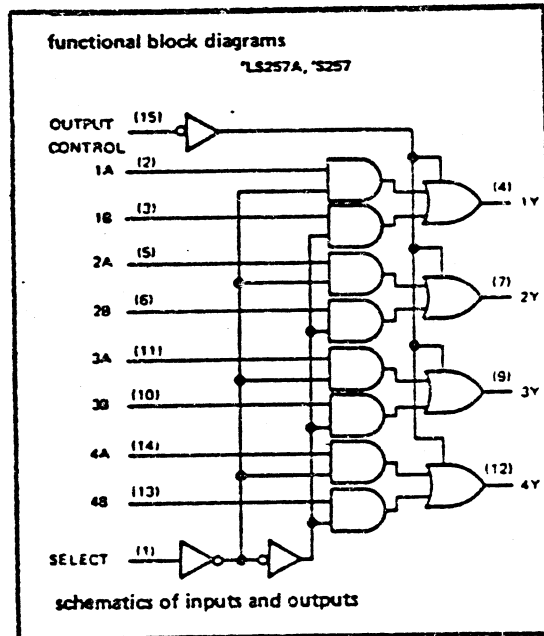 functional block diagrams
'LS257A, 'S257
OUTPUT CONTROL (15)
1A (2)
(4) 1Y
1B (3)
2A (5)
(7) 2Y
2B (6)
3A (11)
(9) 3Y
3B (10)
4A (14)
(12) 4Y
4B (13)
SELECT (1)
schematics of inputs and outputs